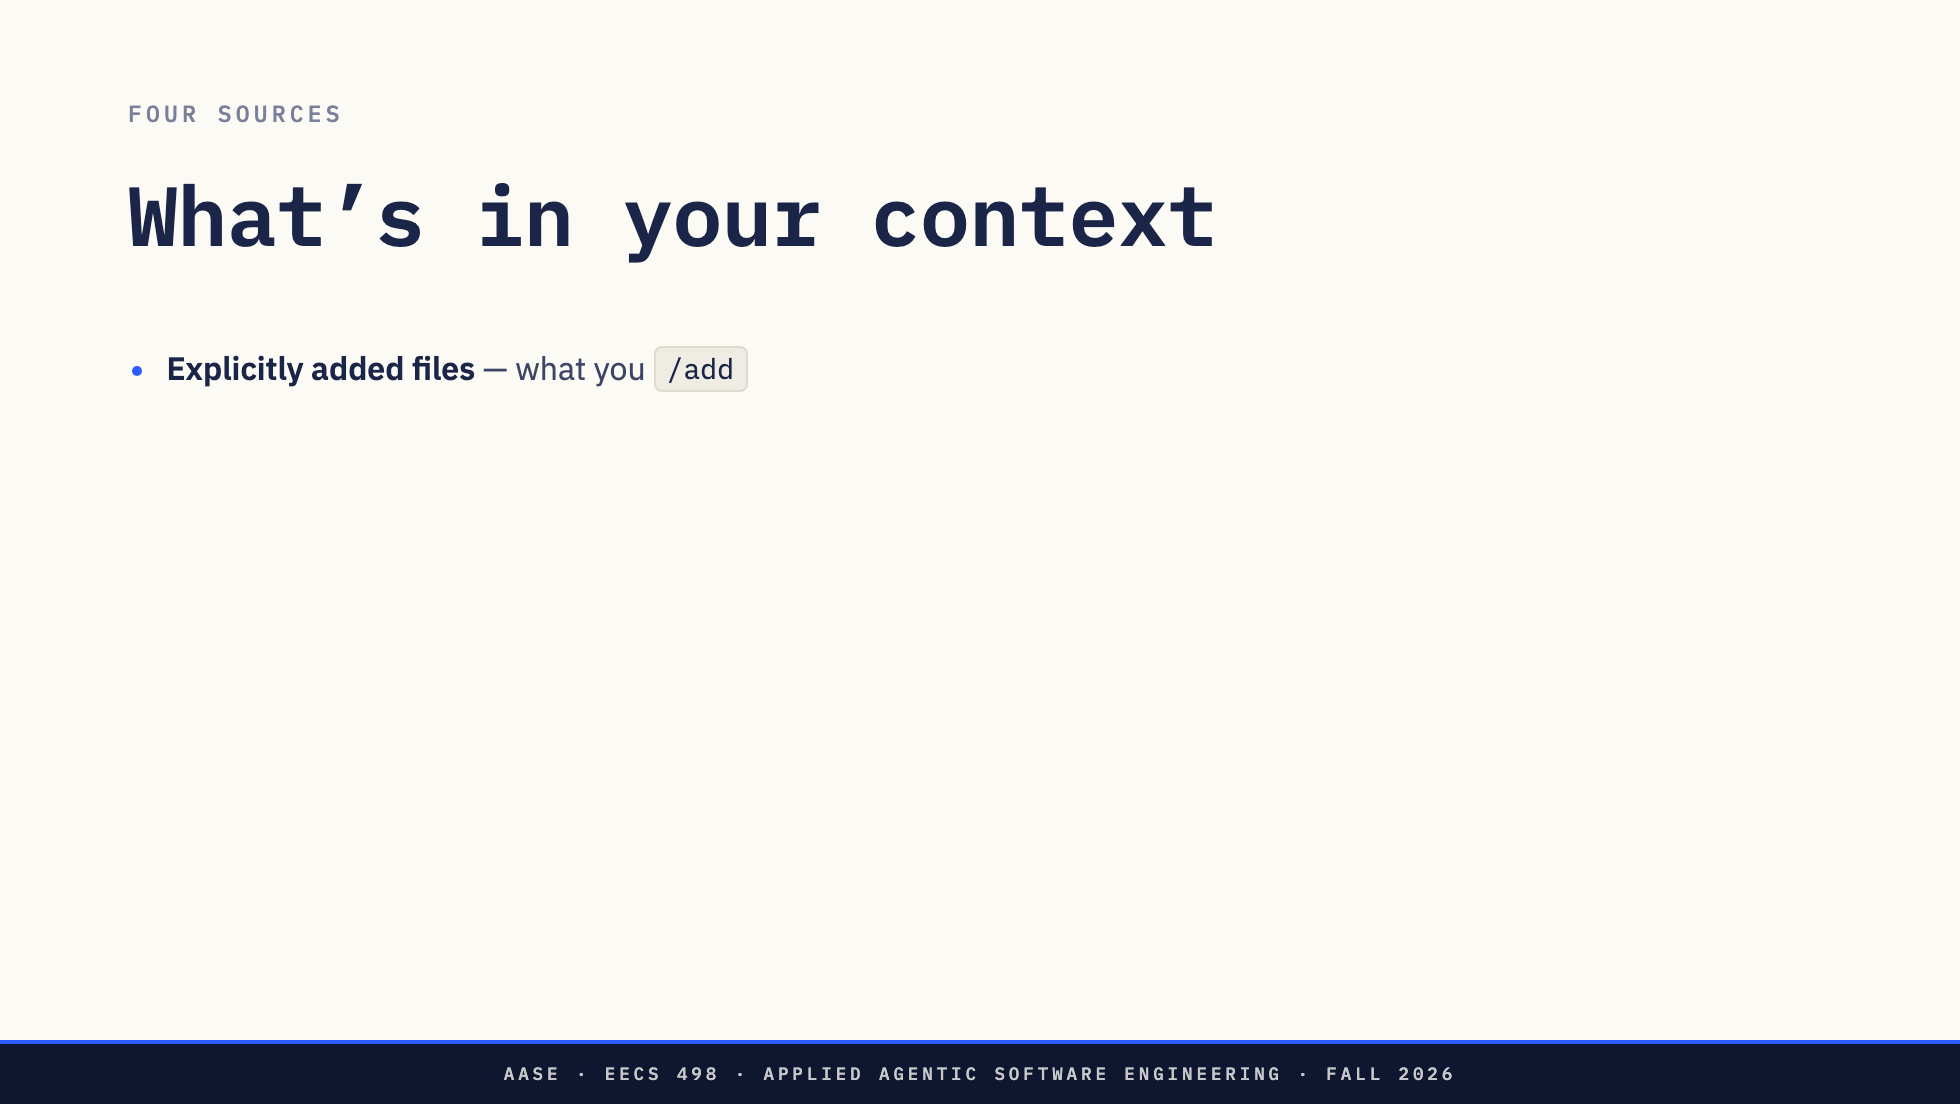 FOUR SOURCES
What’s in your context
• Explicitly added files — what you /add
AASE · EECS 498 · APPLIED AGENTIC SOFTWARE ENGINEERING · FALL 2026